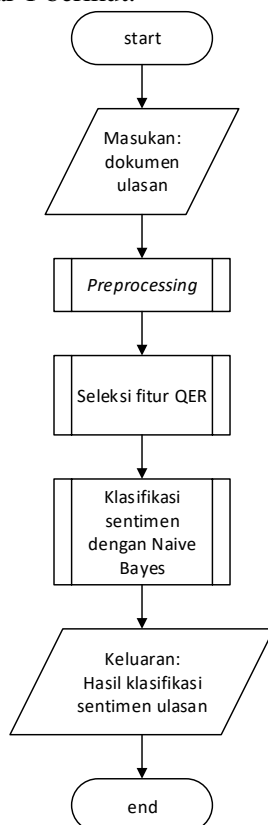 start
Masukan:
dokumen
ulasan
Preprocessing
Seleksi fitur QER
Klasifikasi
sentimen
dengan Naive
Bayes
Keluaran:
Hasil klasifikasi
sentimen ulasan
end